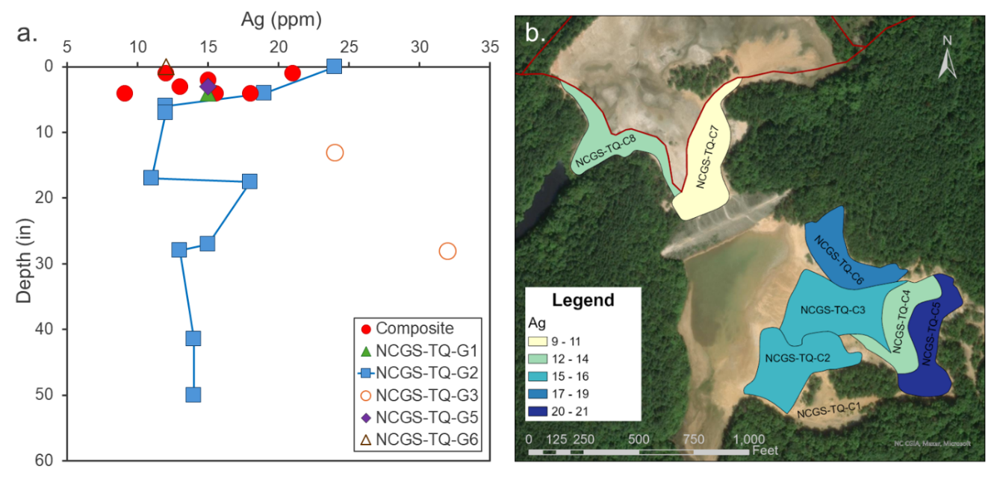 a.
Ag (ppm)
5 10 15 20 25 30 35
0
10
20
30
40
50
60
Depth (in)
Composite
NCGS-TQ-G1
NCGS-TQ-G2
NCGS-TQ-G3
NCGS-TQ-G5
NCGS-TQ-G6
b.
N
NCGS-TQ-C8
NCGS-TQ-C7
NCGS-TQ-C6
NCGS-TQ-C3
NCGS-TQ-C4
NCGS-TQ-C5
NCGS-TQ-C2
NCGS-TQ-C1
Legend
Ag
9 - 11
12 - 14
15 - 16
17 - 19
20 - 21
0 125 250 500 750 1,000
Feet
NC CGIA, Maxar, Microsoft